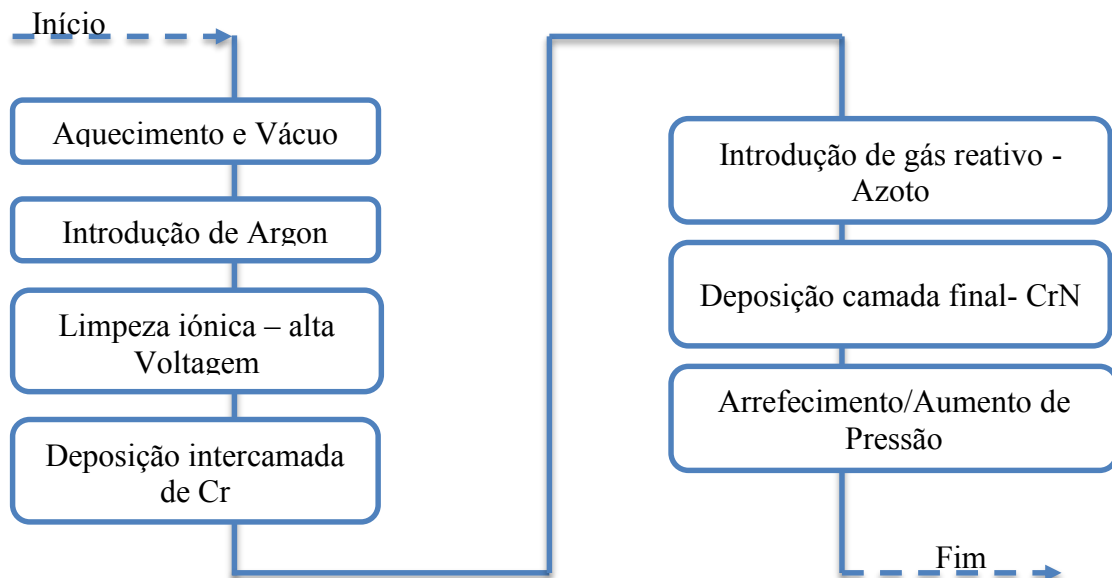 Início
Aquecimento e Vácuo
Introdução de Argon
Limpeza iónica – alta
Voltagem
Deposição intercamada
de Cr
Introdução de gás reativo -
Azoto
Deposição camada final- CrN
Arrefecimento/Aumento de
Pressão
Fim